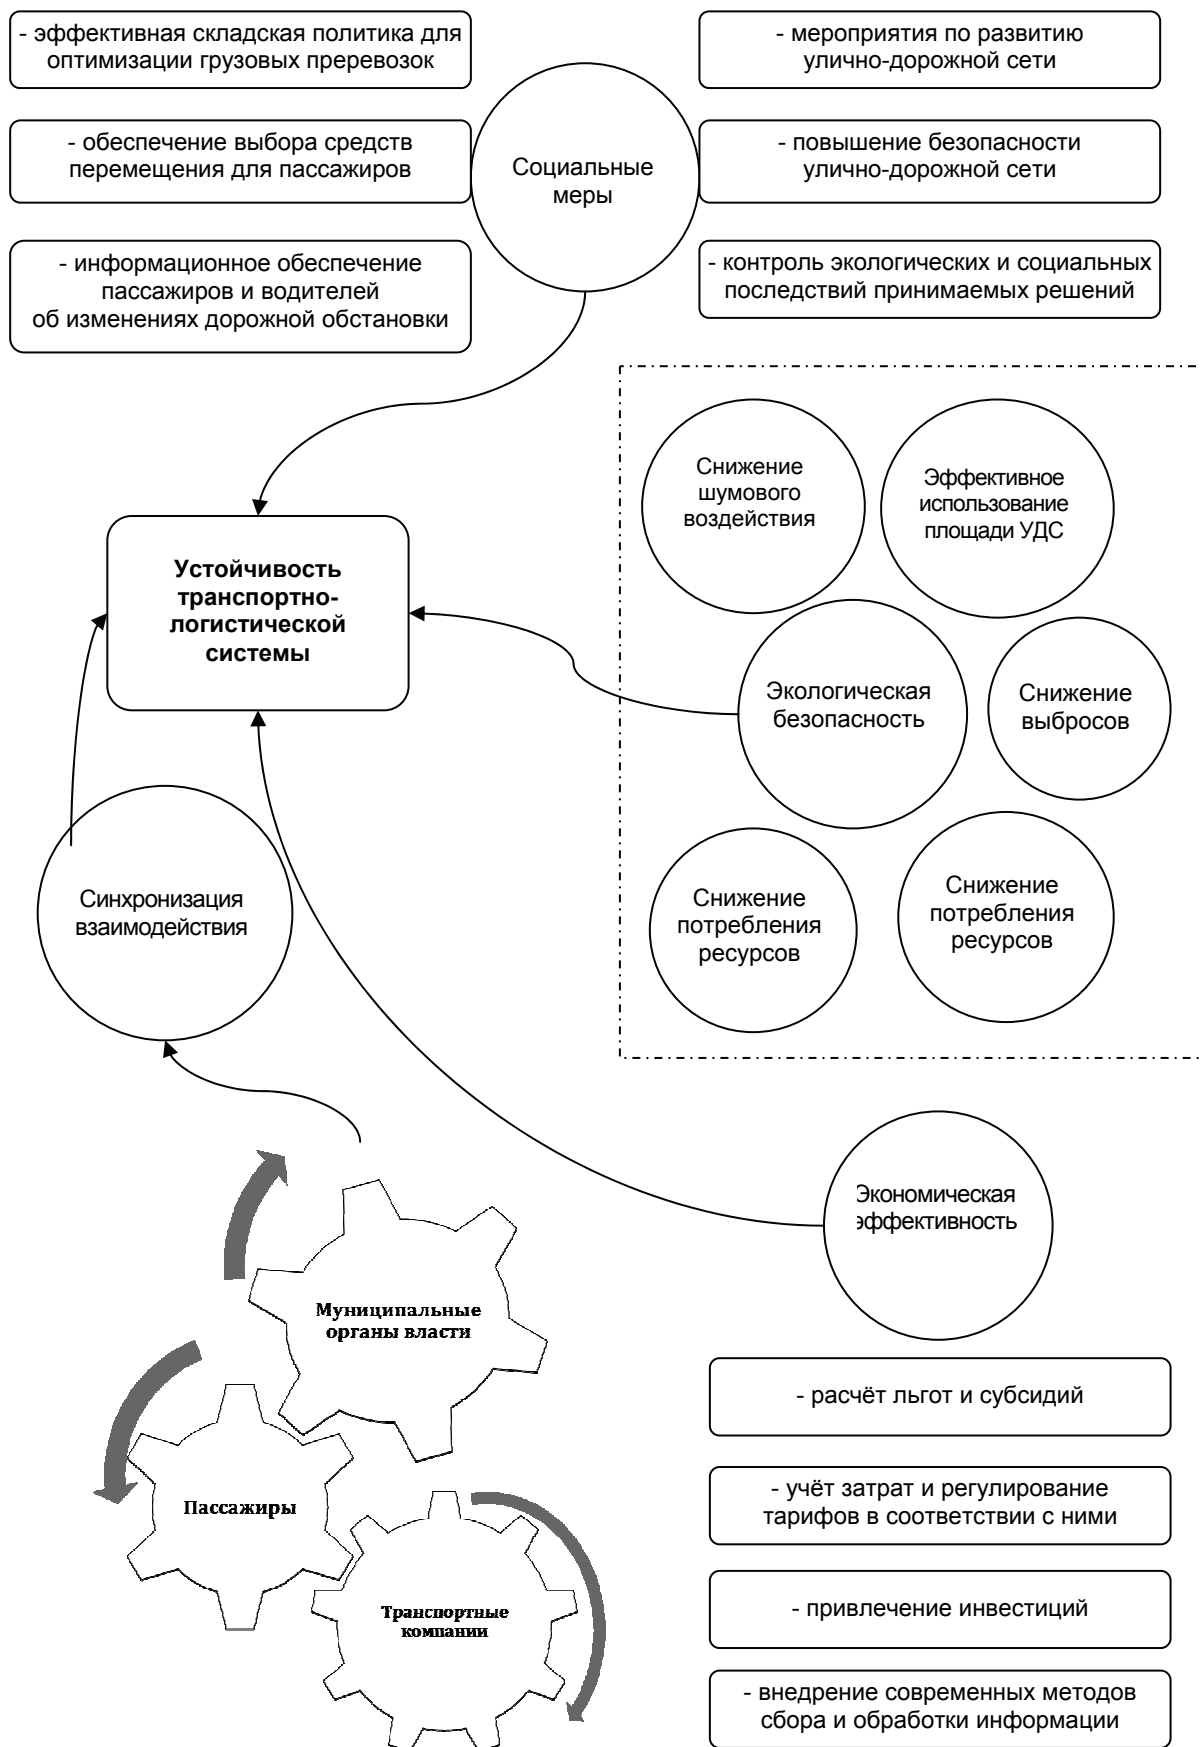 - эффективная складская политика для
оптимизации грузовых преревозок
- обеспечение выбора средств
перемещения для пассажиров
- информационное обеспечение
пассажиров и водителей
об изменениях дорожной обстановки
Социальные
меры
- мероприятия по развитию
улично-дорожной сети
- повышение безопасности
улично-дорожной сети
- контроль экологических и социальных
последствий принимаемых решений
Снижение
шумового
воздействия
Эффективное
использование
площади УДС
Устойчивость
транспортно-
логистической
системы
Экологическая
безопасность
Снижение
выбросов
Синхронизация
взаимодействия
Снижение
потребления
ресурсов
Снижение
потребления
ресурсов
Экономическая
эффективность
Муниципальные
органы власти
Пассажиры
Транспортные
компании
- расчёт льгот и субсидий
- учёт затрат и регулирование
тарифов в соответствии с ними
- привлечение инвестиций
- внедрение современных методов
сбора и обработки информации